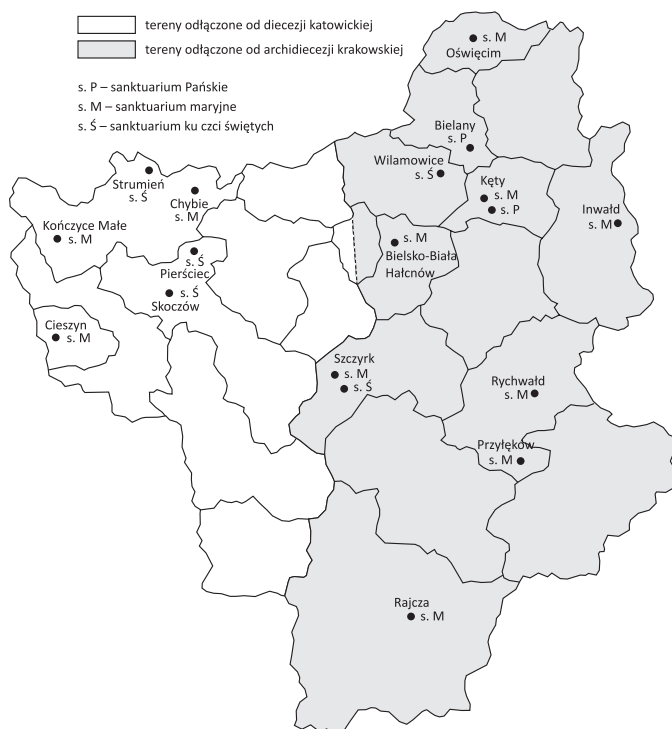 tereny odłączone od diecezji katowickiej
tereny odłączone od archidiecezji krakowskiej
s. P – sanktuarium Pańskie
s. M – sanktuarium maryjne
s. Ś – sanktuarium ku czci świętych
s. M
Oświęcim
Bielany
s. P
Wilamowice
s. Ś
Kęty
s. M
s. P
Inwałd
s. M
Strumień
s. Ś
Chybie
s. M
Kończyce Małe
s. M
s. Ś
Pierściec
s. Ś
Skoczów
s. M
Bielsko-Biała
Hałcnów
Cieszyn
s. M
Szczyrk
s. M
s. Ś
Rychwałd
s. M
Przyłęków
s. M
Rajcza
s. M